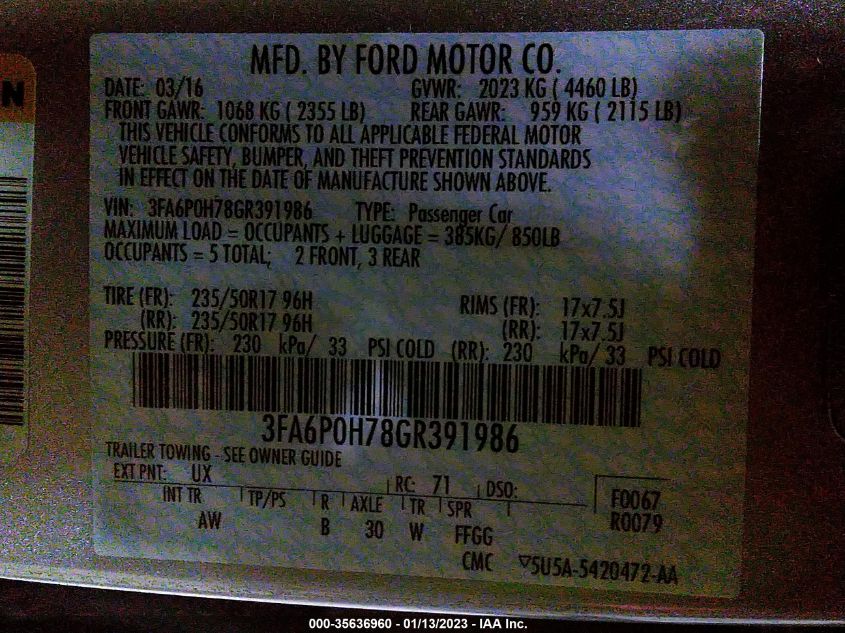 N
MFD. BY FORD MOTOR CO.
DATE: 03/16 GVWR: 2023 KG ( 4460 LB)
FRONT GAWR: 1068 KG ( 2355 LB) REAR GAWR: 959 KG ( 2115 LB)
THIS VEHICLE CONFORMS TO ALL APPLICABLE FEDERAL MOTOR
VEHICLE SAFETY, BUMPER, AND THEFT PREVENTION STANDARDS
IN EFFECT ON THE DATE OF MANUFACTURE SHOWN ABOVE.
VIN: 3FA6P0H78GR391986 TYPE: Passenger Car
MAXIMUM LOAD = OCCUPANTS + LUGGAGE = 385KG/ 850LB
OCCUPANTS = 5 TOTAL; 2 FRONT, 3 REAR
TIRE (FR): 235/50R17 96H RIMS (FR): 17x7.5J
(RR): 235/50R17 96H (RR): 17x7.5J
PRESSURE (FR): 230 kPa/ 33 PSI COLD (RR): 230 kPa/ 33 PSI COLD
3FA6P0H78GR391986
TRAILER TOWING - SEE OWNER GUIDE
EXT PNT: UX RC: 71 DSO:
INT TR TP/PS R AXLE TR SPR F0067
AW B 30 W FFGG R0079
CMC 5U5A-5420472-AA
000-35636960 - 01/13/2023 - IAA Inc.